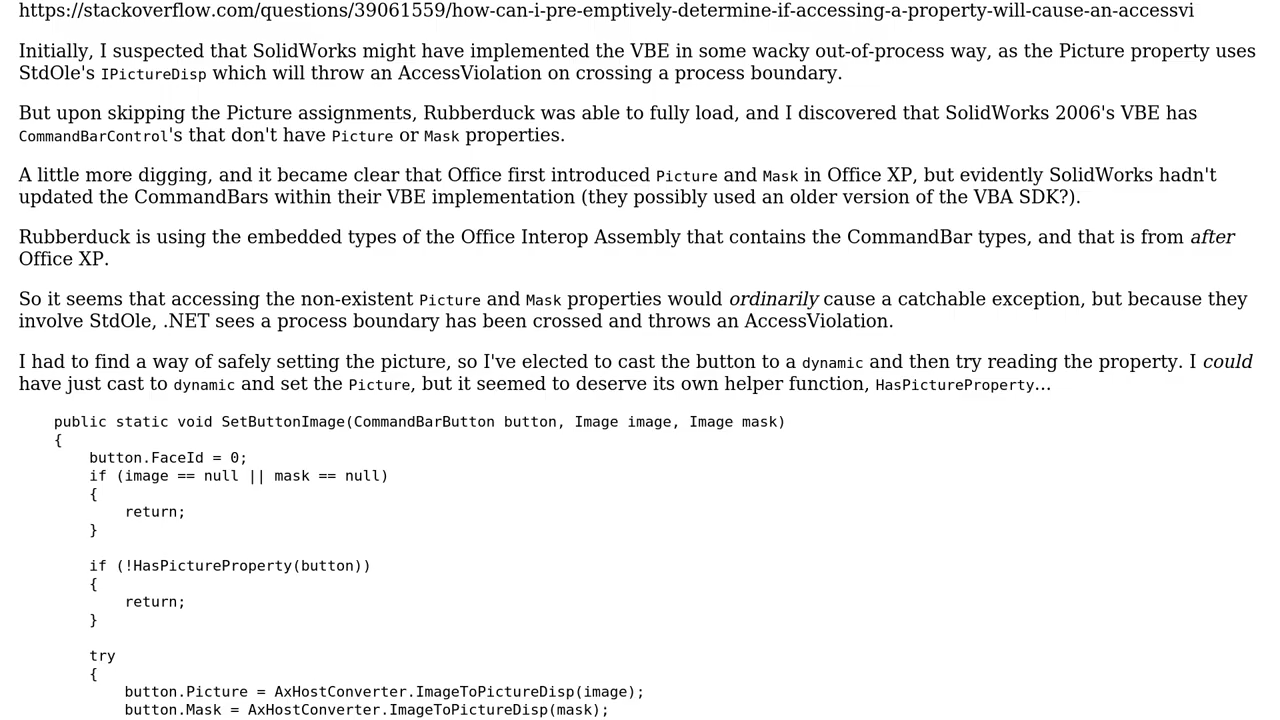 https://stackoverflow.com/questions/39061559/how-can-i-pre-emptively-determine-if-accessing-a-property-will-cause-an-accessvi
Initially, I suspected that SolidWorks might have implemented the VBE in some wacky out-of-process way, as the Picture property uses
StdOle's IPictureDisp which will throw an AccessViolation on crossing a process boundary.
But upon skipping the Picture assignments, Rubberduck was able to fully load, and I discovered that SolidWorks 2006's VBE has
CommandBarControl's that don't have Picture or Mask properties.
A little more digging, and it became clear that Office first introduced Picture and Mask in Office XP, but evidently SolidWorks hadn't
updated the CommandBars within their VBE implementation (they possibly used an older version of the VBA SDK?).
Rubberduck is using the embedded types of the Office Interop Assembly that contains the CommandBar types, and that is from after
Office XP.
So it seems that accessing the non-existent Picture and Mask properties would ordinarily cause a catchable exception, but because they
involve StdOle, .NET sees a process boundary has been crossed and throws an AccessViolation.
I had to find a way of safely setting the picture, so I've elected to cast the button to a dynamic and then try reading the property. I could
have just cast to dynamic and set the Picture, but it seemed to deserve its own helper function, HasPictureProperty...
public static void SetButtonImage(CommandBarButton button, Image image, Image mask)
{
button.FaceId = 0;
if (image == null || mask == null)
{
return;
}
if (!HasPictureProperty(button))
{
return;
}
try
{
button.Picture = AxHostConverter.ImageToPictureDisp(image);
button.Mask = AxHostConverter.ImageToPictureDisp(mask);